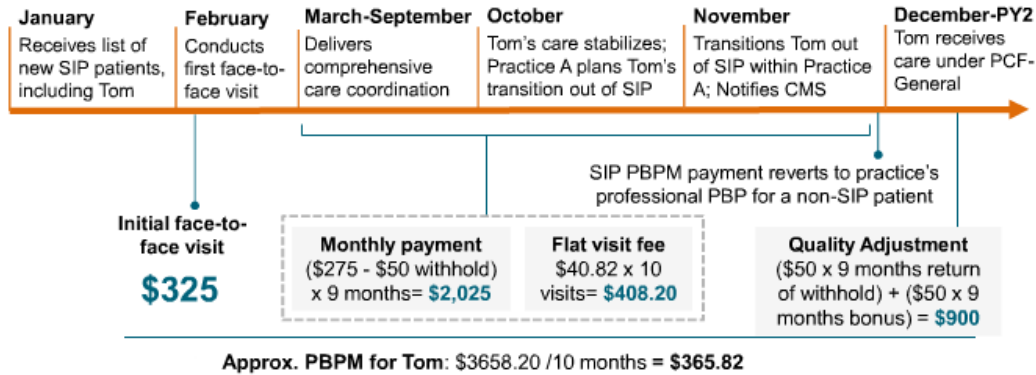 January
Receives list of
new SIP patients,
including Tom
February
Conducts
first face-to-
face visit
March-September
Delivers
comprehensive
care coordination
October
Tom's care stabilizes;
Practice A plans Tom's
transition out of SIP
November
Transitions Tom out
of SIP within Practice
A; Notifies CMS
December-PY2
Tom receives
care under PCF-
General
SIP PBPM payment reverts to practice's
professional PBP for a non-SIP patient
Initial face-to-
face visit
$325
Monthly payment
($275 - $50 withhold)
x 9 months= $2,025
Flat visit fee
$40.82 x 10
visits= $408.20
Quality Adjustment
($50 x 9 months return
of withhold) + ($50 x 9
months bonus) = $900
Approx. PBPM for Tom: $3658.20 /10 months = $365.82